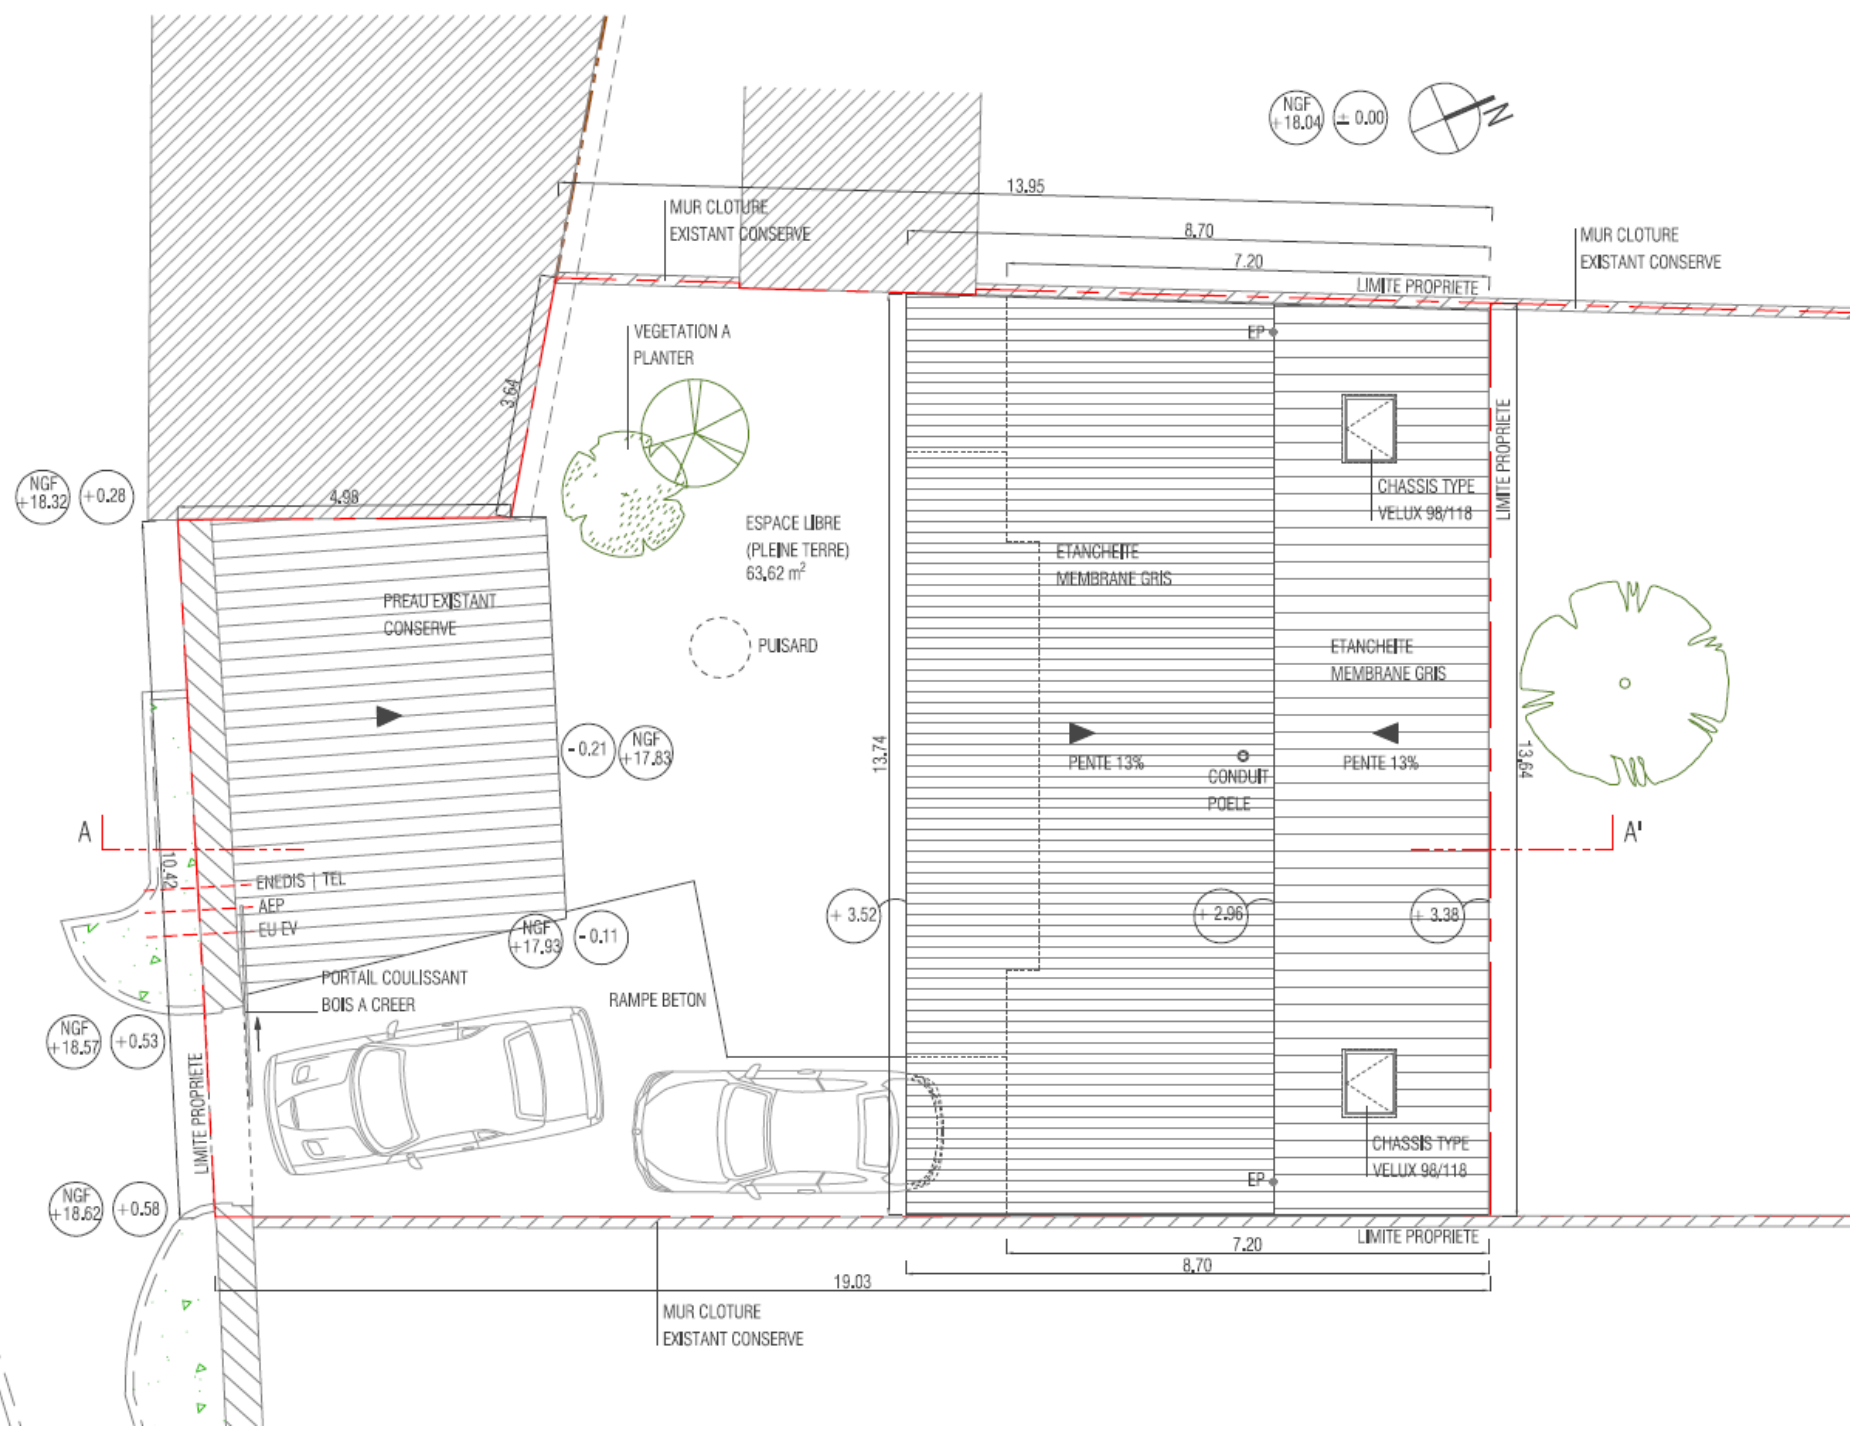 NGF
+18.04
± 0.00
N
13.95
MUR CLOTURE
EXISTANT CONSERVE
8.70
7.20
LIMITE PROPRIETE
MUR CLOTURE
EXISTANT CONSERVE
VEGETATION A
PLANTER
EP
3.64
LIMITE PROPRIETE
NGF
+18.32
+0.28
4.98
CHASSIS TYPE
VELUX 98/118
ESPACE LIBRE
(PLEINE TERRE)
63,62 m²
ETANCHEITE
MEMBRANE GRIS
PREAU EXISTANT
CONSERVE
PUISARD
ETANCHEITE
MEMBRANE GRIS
- 0.21
NGF
+17.83
13.74
PENTE 13%
CONDUIT
POELE
PENTE 13%
13.64
A
A'
10.42
ENEDIS | TEL
AEP
EU EV
+ 3.52
+ 2.96
+ 3.38
NGF
+17.93
- 0.11
PORTAIL COULISSANT
BOIS A CREER
RAMPE BETON
NGF
+18.57
+0.53
LIMITE PROPRIETE
CHASSIS TYPE
VELUX 98/118
EP
NGF
+18.62
+0.58
LIMITE PROPRIETE
7.20
8.70
19.03
MUR CLOTURE
EXISTANT CONSERVE